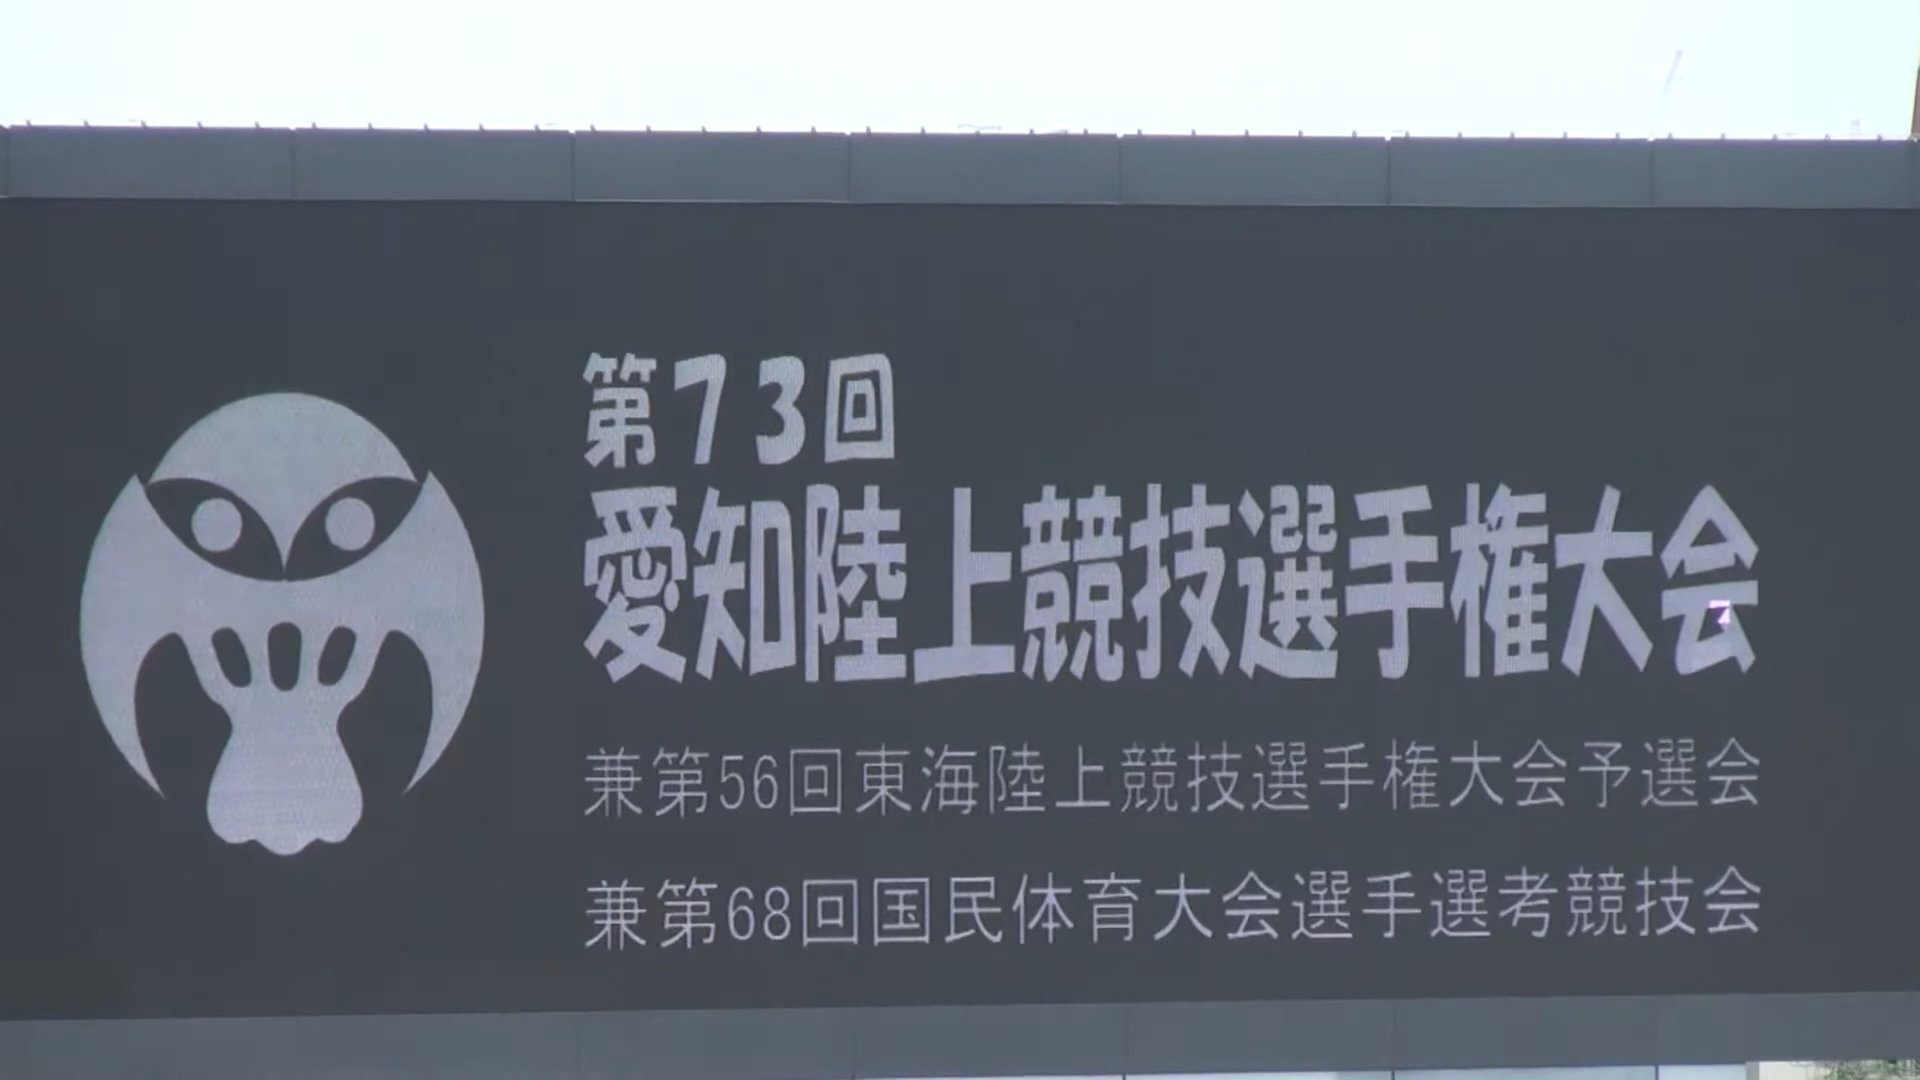 第73回
愛知陸上競技選手権大会
兼第56回東海陸上競技選手権大会予選会
兼第68回国民体育大会選手選考競技会